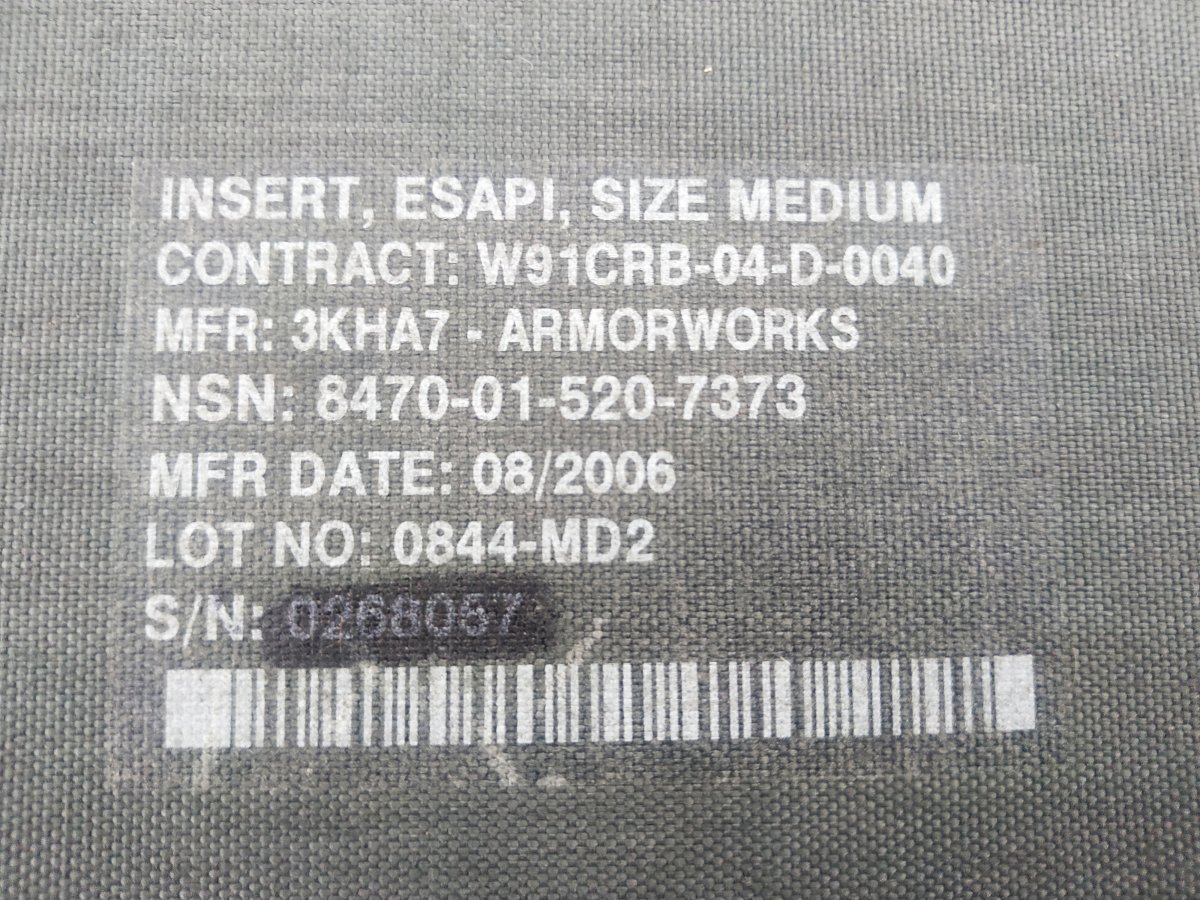 INSERT, ESAPI, SIZE MEDIUM
CONTRACT: W91CRB-04-D-0040
MFR: 3KHA7 - ARMORWORKS
NSN: 8470-01-520-7373
MFR DATE: 08/2006
LOT NO: 0844-MD2
S/N: